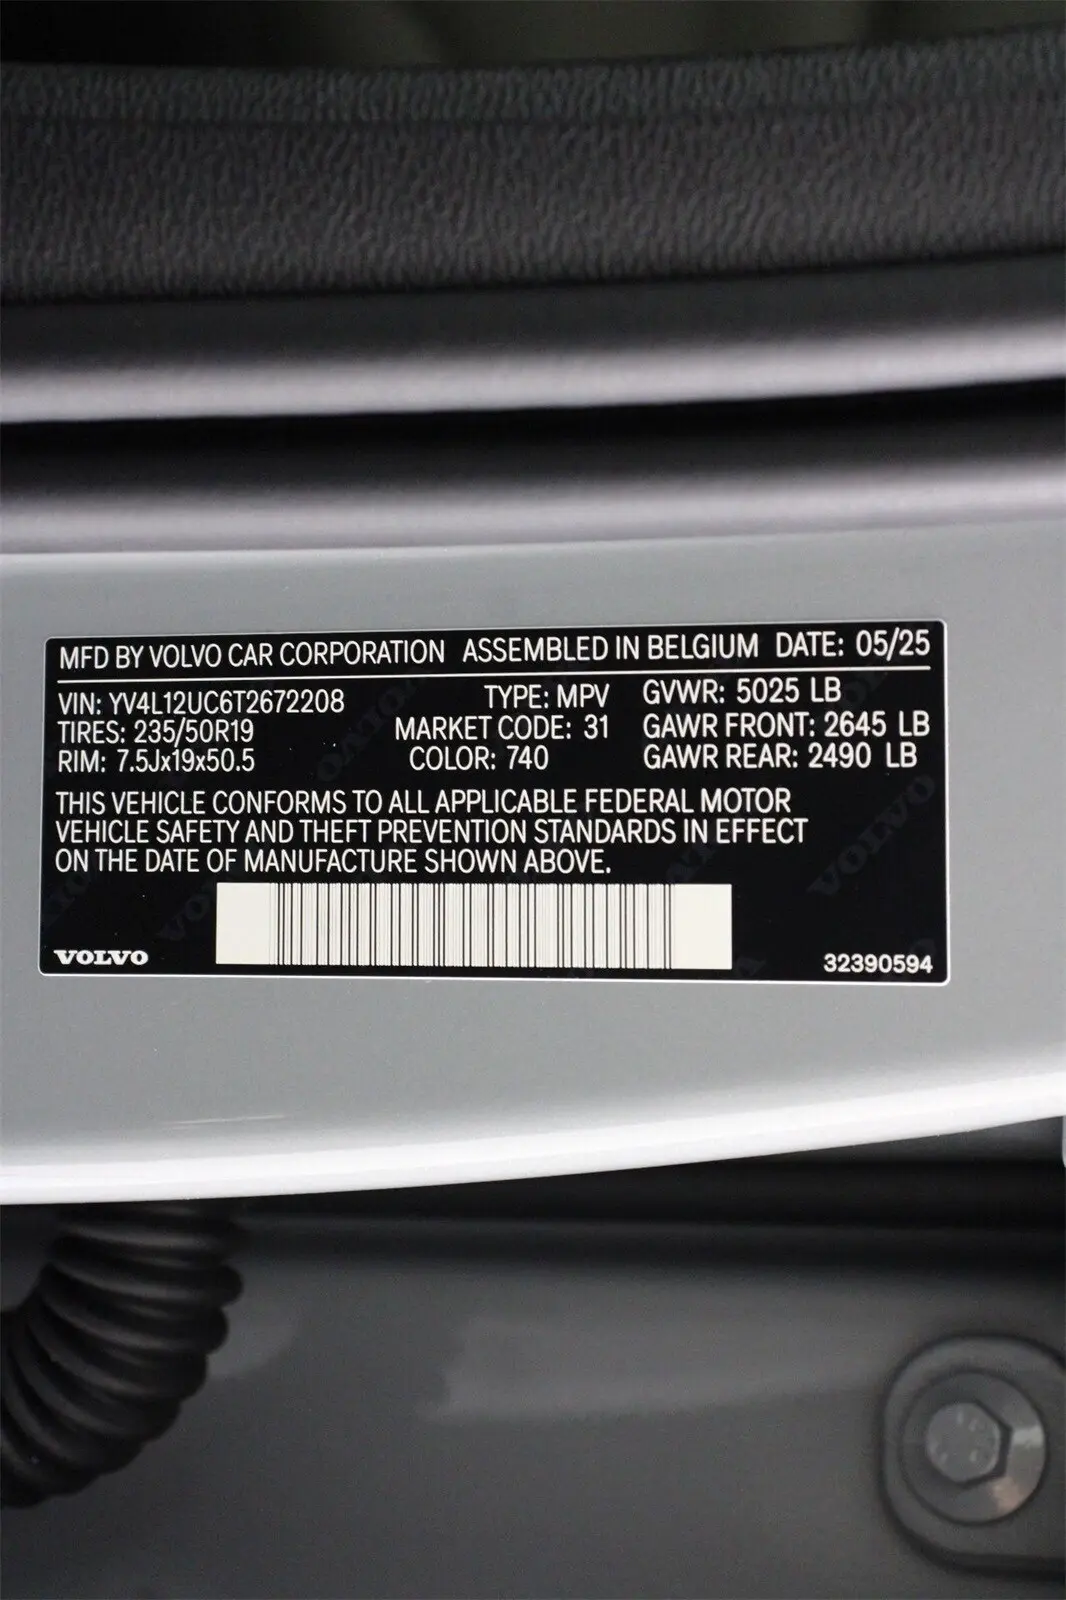 MFD BY VOLVO CAR CORPORATION ASSEMBLED IN BELGIUM DATE: 05/25
VIN: YV4L12UC6T2672208 TYPE: MPV GVWR: 5025 LB
TIRES: 235/50R19 MARKET CODE: 31 GAWR FRONT: 2645 LB
RIM: 7.5Jx19x50.5 COLOR: 740 GAWR REAR: 2490 LB
THIS VEHICLE CONFORMS TO ALL APPLICABLE FEDERAL MOTOR
VEHICLE SAFETY AND THEFT PREVENTION STANDARDS IN EFFECT
ON THE DATE OF MANUFACTURE SHOWN ABOVE.
VOLVO 32390594